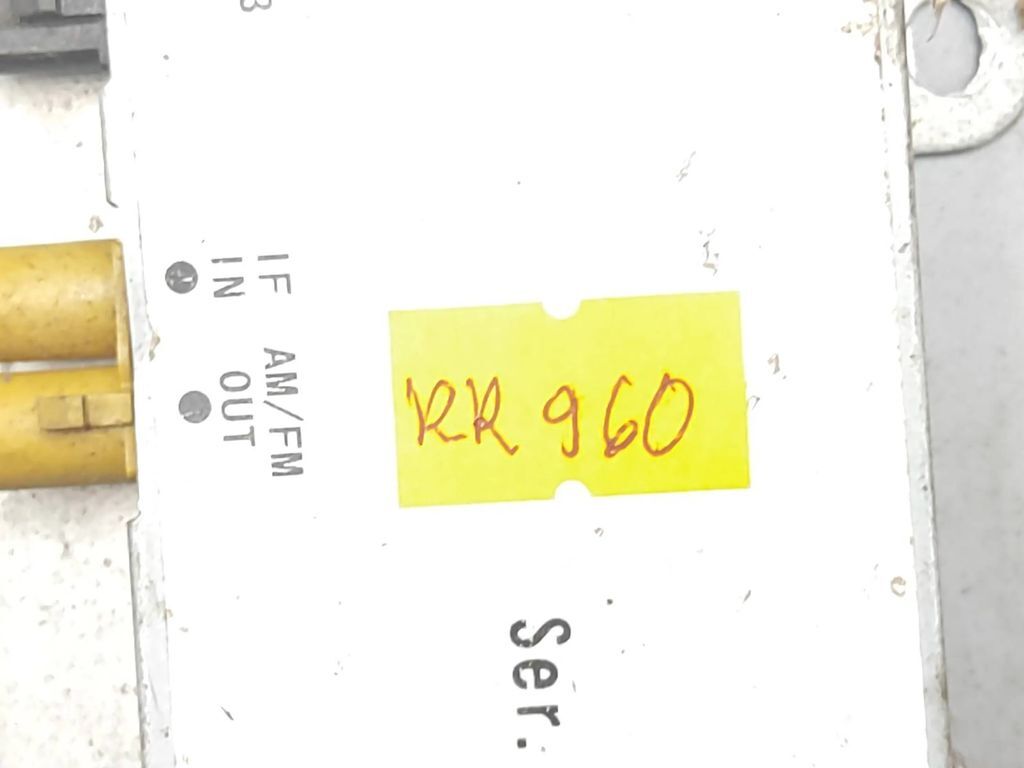 IF AM/FM
IN OUT
RR 960
Ser.